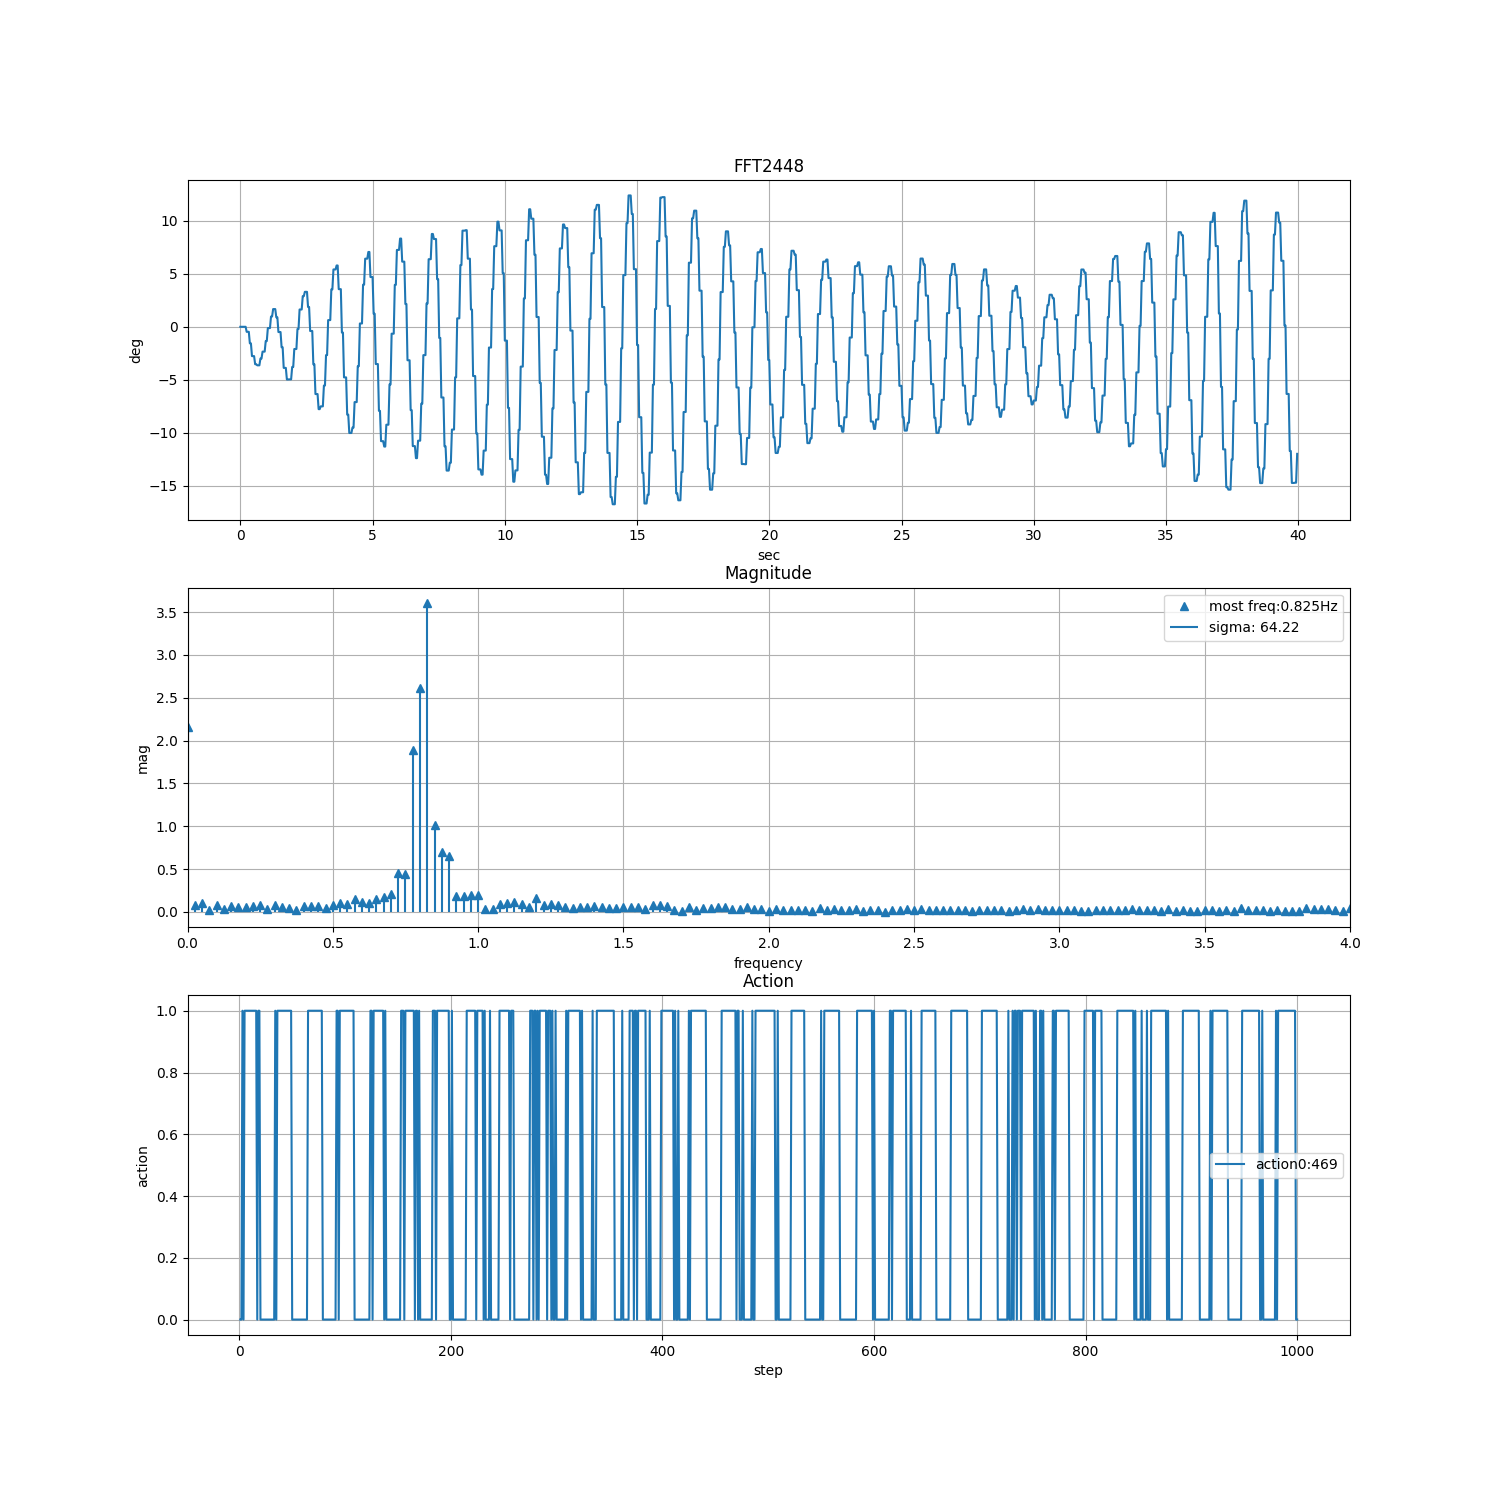 FFT2448
10
5
0
−5
−10
−15
deg
0 5 10 15 20 25 30 35 40
sec
Magnitude
3.5
3.0
2.5
2.0
1.5
1.0
0.5
0.0
mag
most freq:0.825Hz
sigma: 64.22
0.0 0.5 1.0 1.5 2.0 2.5 3.0 3.5 4.0
frequency
Action
1.0
0.8
0.6
0.4
0.2
0.0
action
action0:469
0 200 400 600 800 1000
step